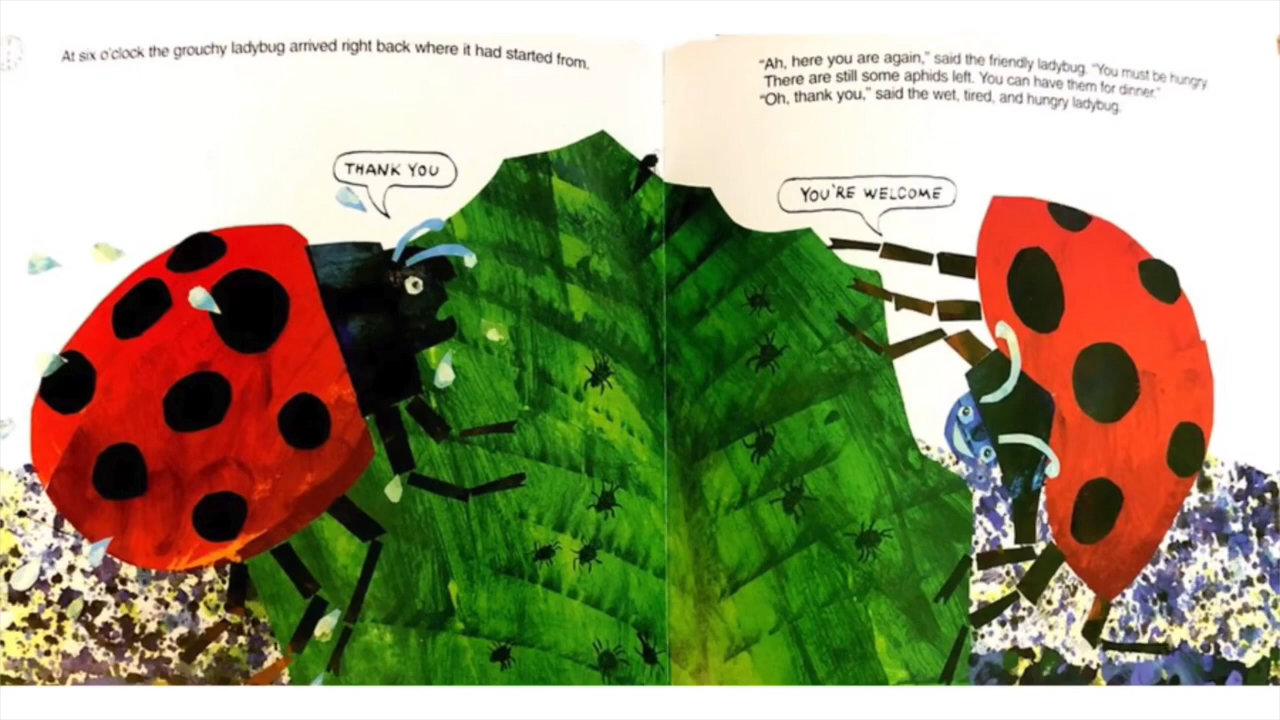 At six o'clock the grouchy ladybug arrived right back where it had started from.
"Ah, here you are again," said the friendly ladybug. "You must be hungry
There are still some aphids left. You can have them for dinner."
"Oh, thank you," said the wet, tired, and hungry ladybug.
THANK YOU
YOU'RE WELCOME